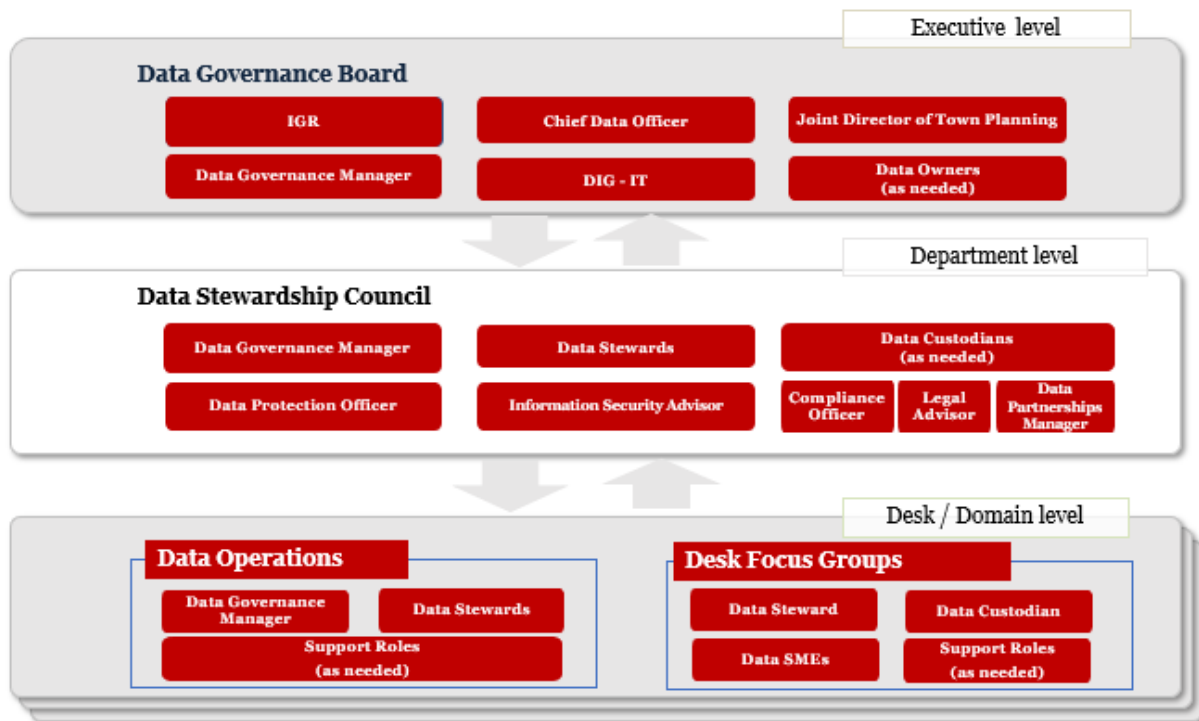 Executive level
Data Governance Board
IGR
Chief Data Officer
Joint Director of Town Planning
Data Governance Manager
DIG - IT
Data Owners
(as needed)
Department level
Data Stewardship Council
Data Governance Manager
Data Stewards
Data Custodians
(as needed)
Data Protection Officer
Information Security Advisor
Compliance
Officer
Legal
Advisor
Data
Partnerships
Manager
Desk / Domain level
Data Operations
Data Governance
Manager
Data Stewards
Support Roles
(as needed)
Desk Focus Groups
Data Steward
Data Custodian
Data SMEs
Support Roles
(as needed)